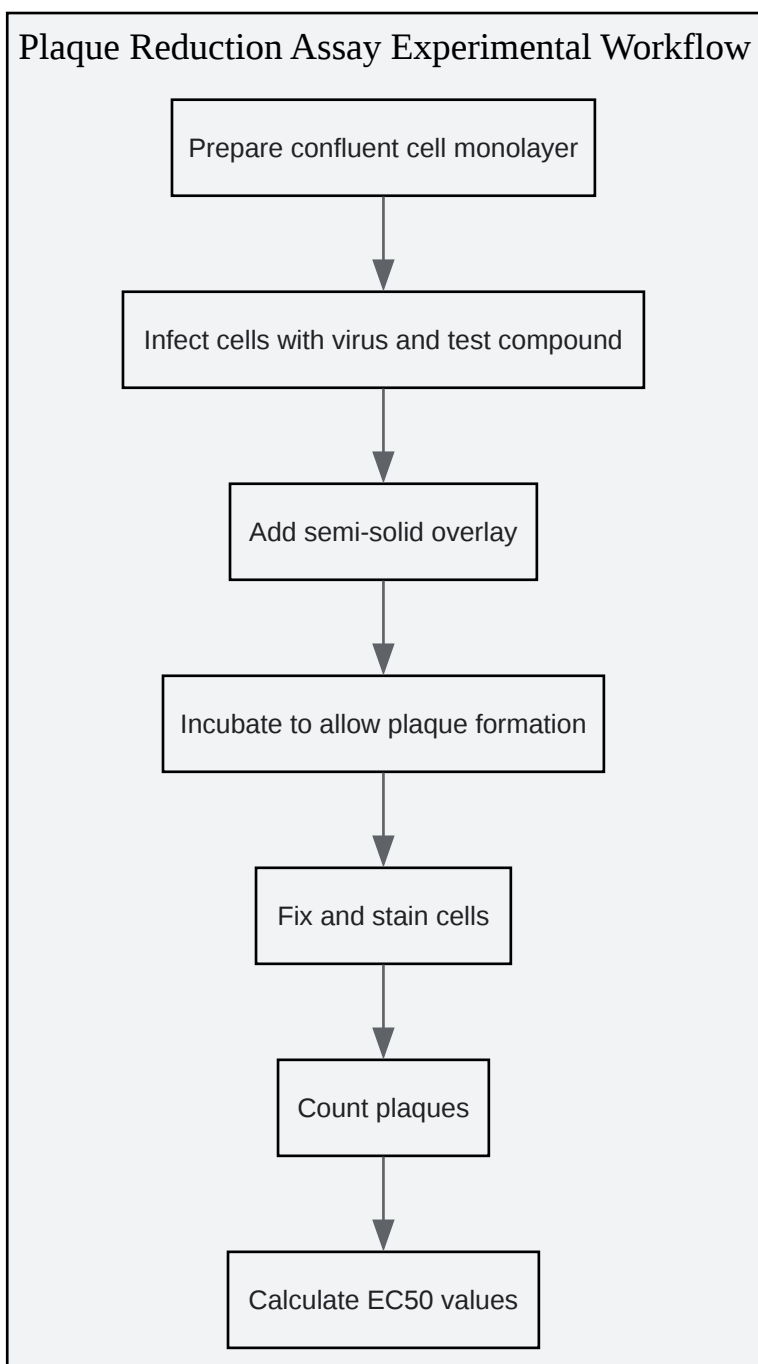 Plaque Reduction Assay Experimental Workflow
Prepare confluent cell monolayer
Infect cells with virus and test compound
Add semi-solid overlay
Incubate to allow plaque formation
Fix and stain cells
Count plaques
Calculate EC50 values